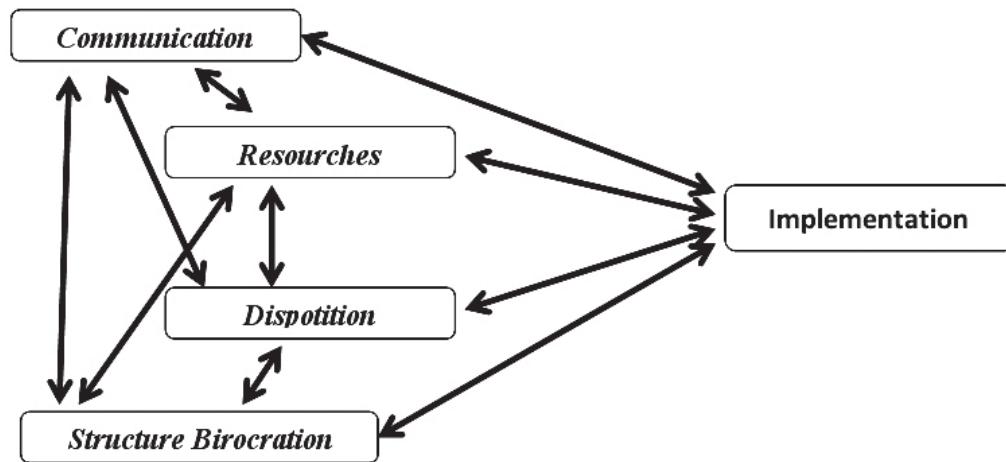 Communication
Resourches
Implementation
Dispotition
Structure Birocration